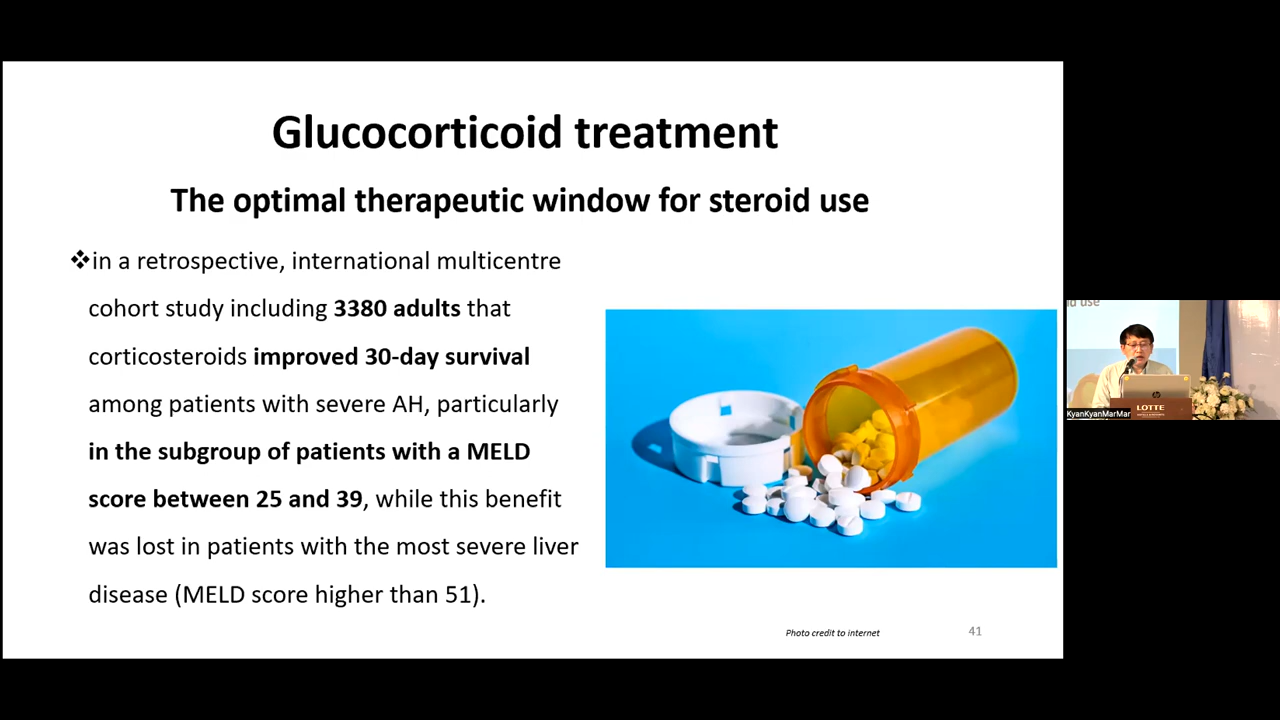 Glucocorticoid treatment
The optimal therapeutic window for steroid use
❖in a retrospective, international multicentre
cohort study including 3380 adults that
corticosteroids improved 30-day survival
among patients with severe AH, particularly
in the subgroup of patients with a MELD
score between 25 and 39, while this benefit
was lost in patients with the most severe liver
disease (MELD score higher than 51).
Photo credit to internet
41
id use
hp
LOTTE
KyanKyanMarMar